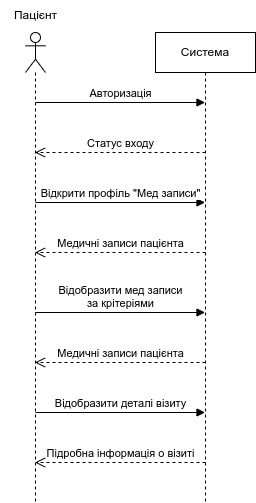 Пацієнт
Система
Авторизація
Статус входу
Відкрити профіль "Мед записи"
Медичні записи пацієнта
Відобразити мед записи
за крітеріями
Медичні записи пацієнта
Відобразити деталі візиту
Підробна інформація о візиті